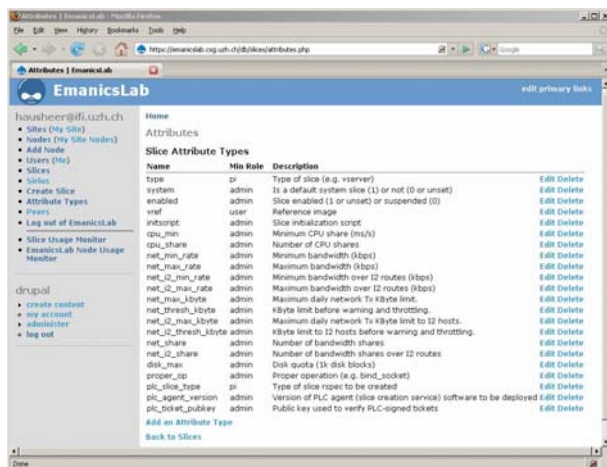 Attributes | EmanicsLab - Mozilla Firefox
File Edit View History Bookmarks Tools Help
https://emanicslab.csg.uzh.ch/db/slices/attributes.php
Google
Attributes | EmanicsLab
EmanicsLab
edit primary links
hausheer@ifi.uzh.ch
Sites (My Site)
Nodes (My Site Nodes)
Add Node
Users (Me)
Slices
Sirius
Create Slice
Attribute Types
Peers
Log out of EmanicsLab
Slice Usage Monitor
EmanicsLab Node Usage Monitor
drupal
create content
my account
administer
log out
Home
Attributes
Slice Attribute Types
Name Min Role Description
type pi Type of slice (e.g. vserver) Edit Delete
system admin Is a default system slice (1) or not (0 or unset) Edit Delete
enabled admin Slice enabled (1 or unset) or suspended (0) Edit Delete
vref user Reference image Edit Delete
initscript admin Slice initialization script Edit Delete
cpu_min admin Minimum CPU share (ms/s) Edit Delete
cpu_share admin Number of CPU shares Edit Delete
net_min_rate admin Minimum bandwidth (kbps) Edit Delete
net_max_rate admin Maximum bandwidth (kbps) Edit Delete
net_i2_min_rate admin Minimum bandwidth over I2 routes (kbps) Edit Delete
net_i2_max_rate admin Maximum bandwidth over I2 routes (kbps) Edit Delete
net_max_kbyte admin Maximum daily network Tx KByte limit. Edit Delete
net_thresh_kbyte admin KByte limit before warning and throttling. Edit Delete
net_i2_max_kbyte admin Maximum daily network Tx KByte limit to I2 hosts. Edit Delete
net_i2_thresh_kbyte admin KByte limit to I2 hosts before warning and throttling. Edit Delete
net_share admin Number of bandwidth shares Edit Delete
net_i2_share admin Number of bandwidth shares over I2 routes Edit Delete
disk_max admin Disk quota (1k disk blocks) Edit Delete
proper_op admin Proper operation (e.g. bind_socket) Edit Delete
plc_slice_type pi Type of slice rspec to be created Edit Delete
plc_agent_version admin Version of PLC agent (slice creation service) software to be deployed Edit Delete
plc_ticket_pubkey admin Public key used to verify PLC-signed tickets Edit Delete
Add an Attribute Type
Back to Slices
Done